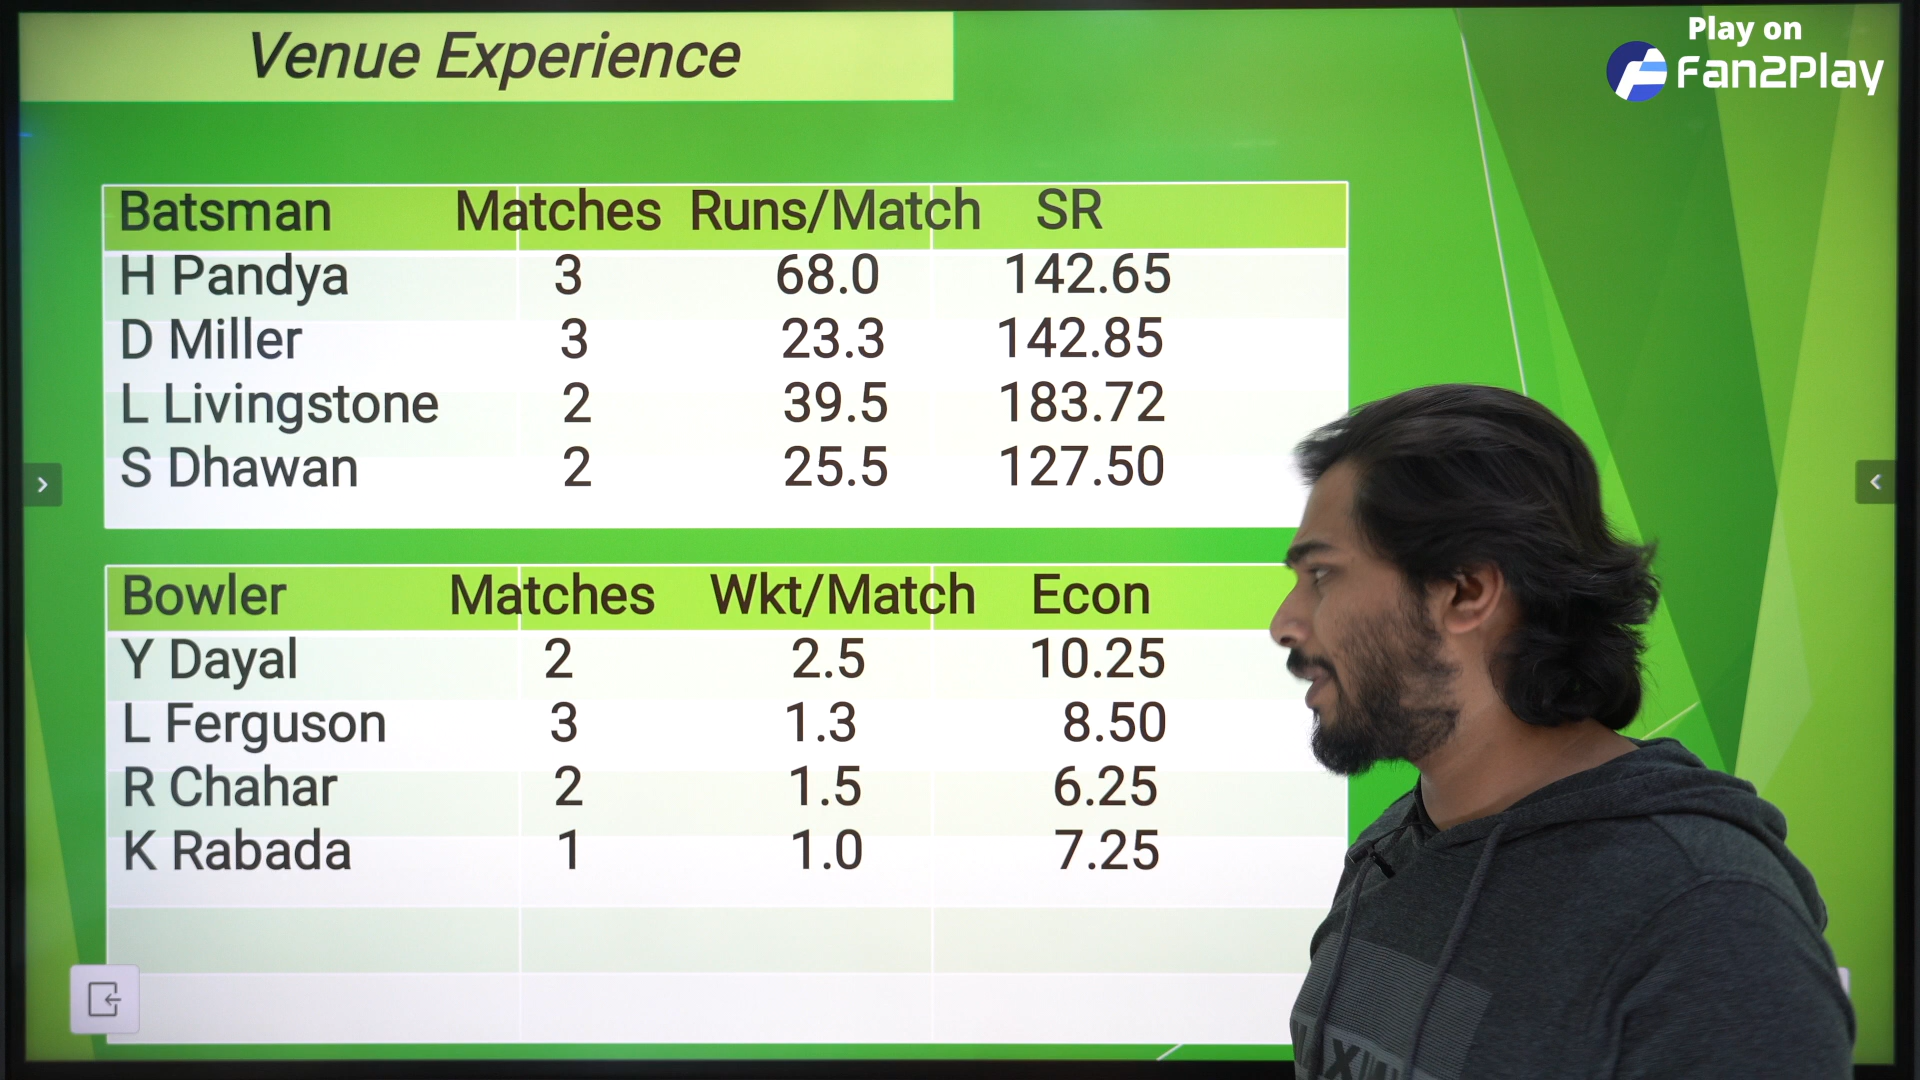 Venue Experience
Play on
Fan2Play
Batsman Matches Runs/Match SR
H Pandya 3 68.0 142.65
D Miller 3 23.3 142.85
L Livingstone 2 39.5 183.72
S Dhawan 2 25.5 127.50
Bowler Matches Wkt/Match Econ
Y Dayal 2 2.5 10.25
L Ferguson 3 1.3 8.50
R Chahar 2 1.5 6.25
K Rabada 1 1.0 7.25